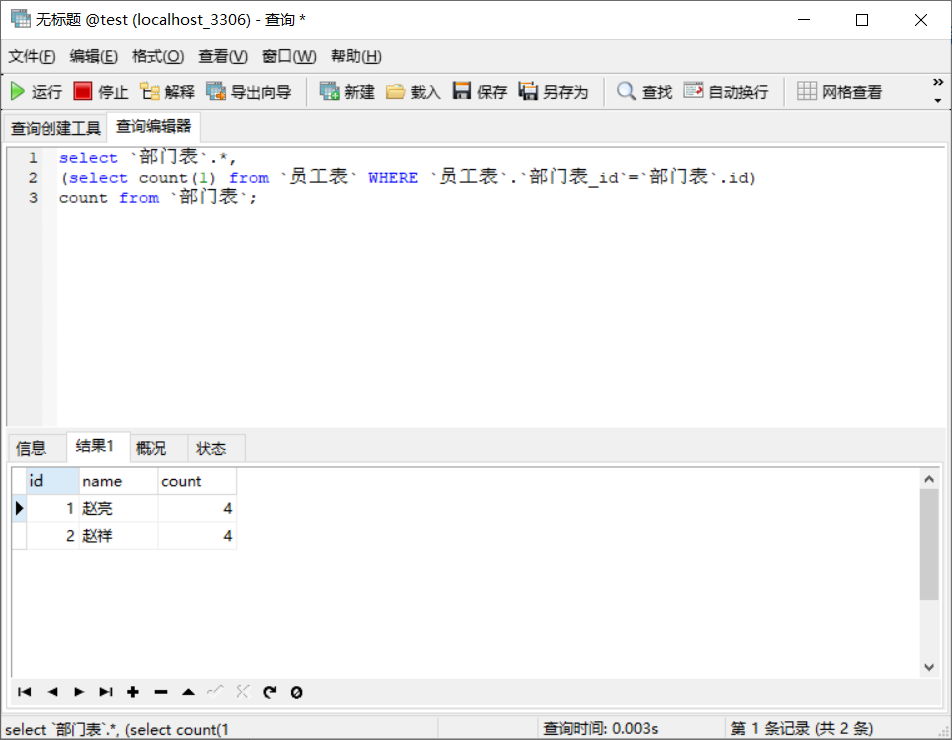 无标题 @test (localhost_3306) - 查询 *
文件(F) 编辑(E) 格式(O) 查看(V) 窗口(W) 帮助(H)
运行 停止 解释 导出向导 新建 载入 保存 另存为 查找 自动换行 网格查看 »
查询创建工具 查询编辑器
1 select `部门表`.*,
2 (select count(1) from `员工表` WHERE `员工表`.`部门表_id`=`部门表`.id)
3 count from `部门表`;
信息 结果1 概况 状态
id name count
1 赵亮 4
2 赵祥 4
select `部门表`.*, (select count(1 查询时间: 0.003s 第 1 条记录 (共 2 条)